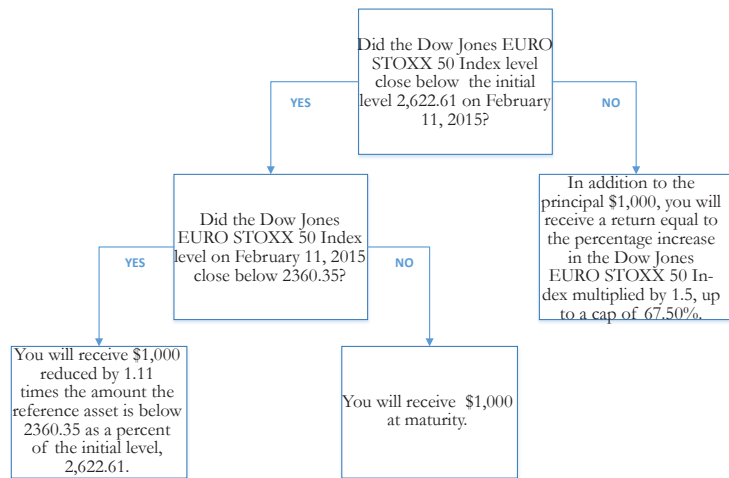 Did the Dow Jones EURO
STOXX 50 Index level
close below the initial
level 2,622.61 on February
11, 2015?
YES
NO
Did the Dow Jones
EURO STOXX 50 Index
level on February 11, 2015
close below 2360.35?
In addition to the
principal $1,000, you will
receive a return equal to
the percentage increase
in the Dow Jones
EURO STOXX 50 In-
dex multiplied by 1.5, up
to a cap of 67.50%.
YES
NO
You will receive $1,000
reduced by 1.11
times the amount the
reference asset is below
2360.35 as a percent
of the initial level,
2,622.61.
You will receive $1,000
at maturity.